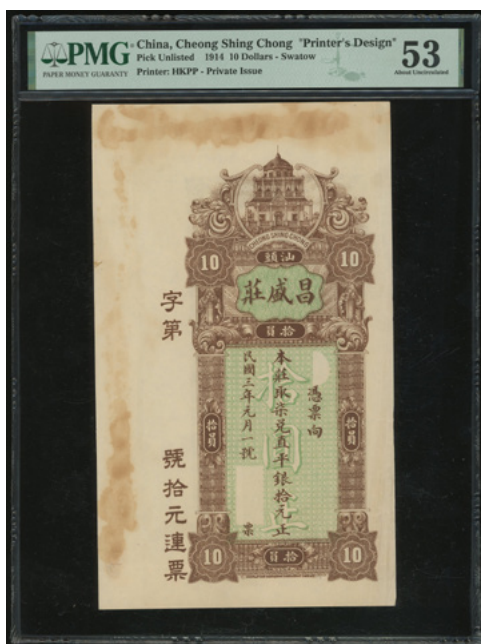 PMG
PAPER MONEY GUARANTY
China, Cheong Shing Chong "Printer's Design"
Pick Unlisted 1914 10 Dollars - Swatow
Printer: HKPP - Private Issue
53
About Uncirculated
CHEONG SHING CHONG
頭汕
10
10
莊盛昌
員拾
憑票向
本莊取柒兌直平銀拾元正
民國三年元月一號
票
拾員
拾員
字第
號拾元連票
10
員拾
10